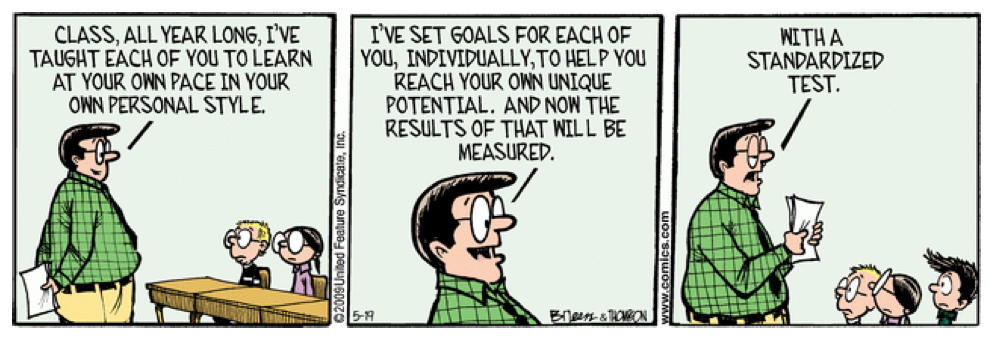 CLASS, ALL YEAR LONG, I'VE
TAUGHT EACH OF YOU TO LEARN
AT YOUR OWN PACE IN YOUR
OWN PERSONAL STYLE.
©2009 United Feature Syndicate, Inc.
I'VE SET GOALS FOR EACH OF
YOU, INDIVIDUALLY, TO HELP YOU
REACH YOUR OWN UNIQUE
POTENTIAL. AND NOW THE
RESULTS OF THAT WILL BE
MEASURED.
5-19
BREEN & THOMPSON
www.comics.com
WITH A
STANDARDIZED
TEST.